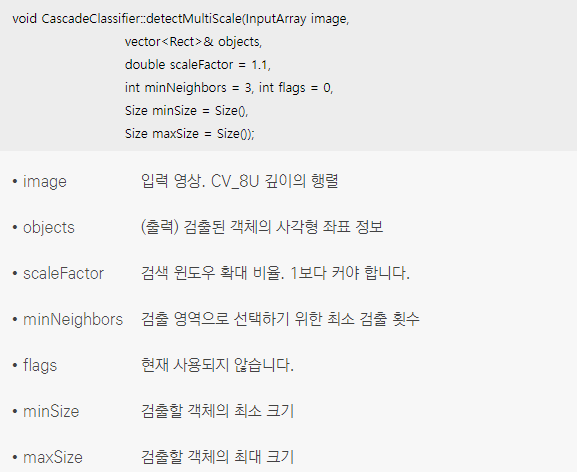 void CascadeClassifier::detectMultiScale(InputArray image,
vector<Rect>& objects,
double scaleFactor = 1.1,
int minNeighbors = 3, int flags = 0,
Size minSize = Size(),
Size maxSize = Size());
• image 입력 영상. CV_8U 깊이의 행렬
• objects (출력) 검출된 객체의 사각형 좌표 정보
• scaleFactor 검색 윈도우 확대 비율. 1보다 커야 합니다.
• minNeighbors 검출 영역으로 선택하기 위한 최소 검출 횟수
• flags 현재 사용되지 않습니다.
• minSize 검출할 객체의 최소 크기
• maxSize 검출할 객체의 최대 크기